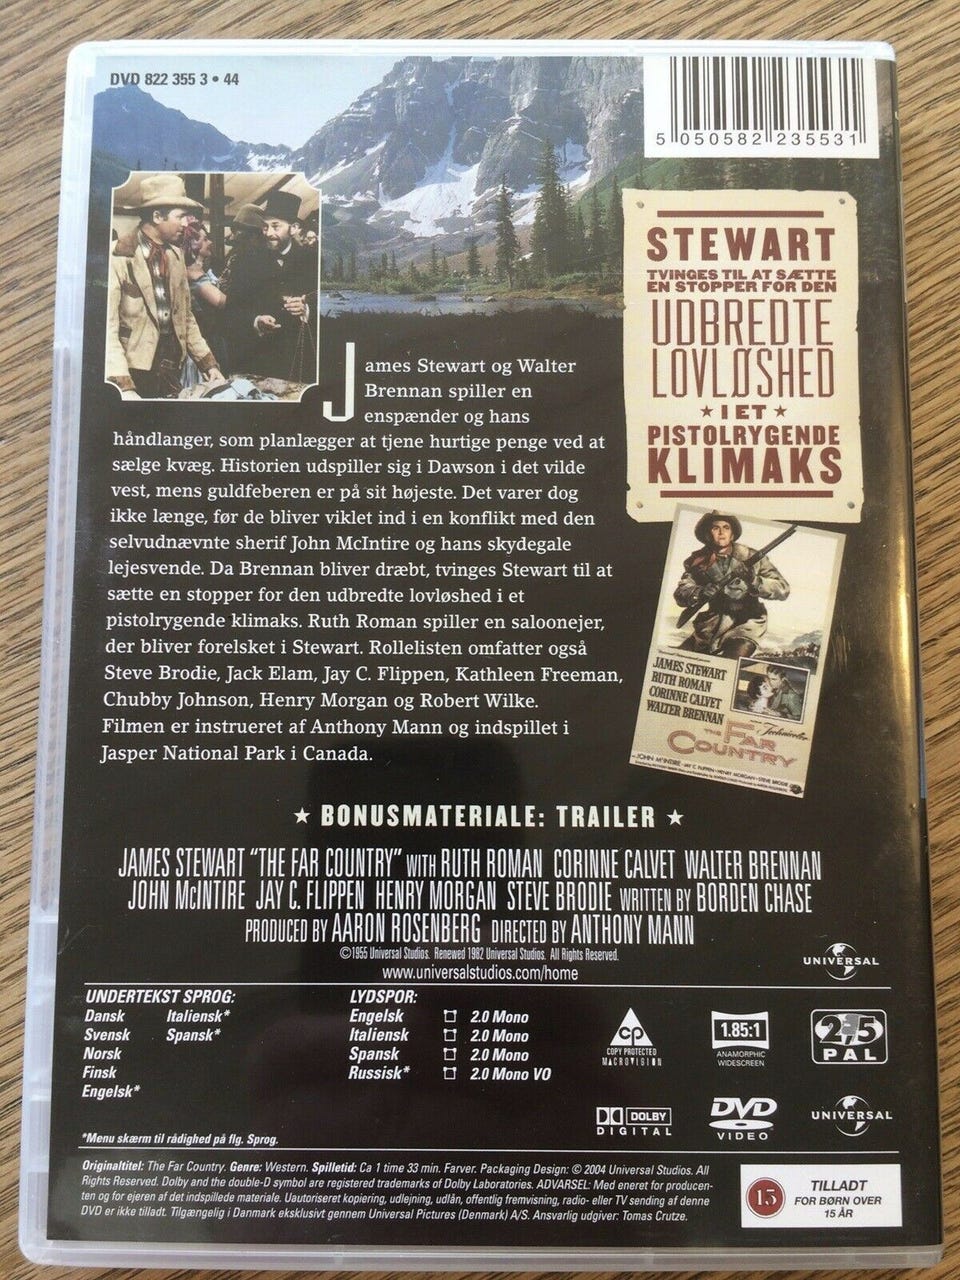 DVD 822 355 3 • 44
5 050582 235531
STEWART
TVINGES TIL AT SÆTTE
EN STOPPER FOR DEN
UDBREDTE
LOVLØSHED
★ I ET ★
PISTOLRYGENDE
KLIMAKS
James Stewart og Walter
Brennan spiller en
enspænder og hans
håndlanger, som planlægger at tjene hurtige penge ved at
sælge kvæg. Historien udspiller sig i Dawson i det vilde
vest, mens guldfeberen er på sit højeste. Det varer dog
ikke længe, før de bliver viklet ind i en konflikt med den
selvudnævnte sherif John McIntire og hans skydegale
lejesvende. Da Brennan bliver dræbt, tvinges Stewart til at
sætte en stopper for den udbredte lovløshed i et
pistolrygende klimaks. Ruth Roman spiller en saloonejer,
der bliver forelsket i Stewart. Rollelisten omfatter også
Steve Brodie, Jack Elam, Jay C. Flippen, Kathleen Freeman,
Chubby Johnson, Henry Morgan og Robert Wilke.
Filmen er instrueret af Anthony Mann og indspillet i
Jasper National Park i Canada.
JAMES STEWART
RUTH ROMAN
CORINNE CALVET
WALTER BRENNAN
Technicolor
THE FAR
COUNTRY
JOHN McINTIRE · JAY C. FLIPPEN · HENRY MORGAN · STEVE BRODIE
★ BONUSMATERIALE: TRAILER ★
JAMES STEWART "THE FAR COUNTRY" WITH RUTH ROMAN CORINNE CALVET WALTER BRENNAN
JOHN McINTIRE JAY C. FLIPPEN HENRY MORGAN STEVE BRODIE WRITTEN BY BORDEN CHASE
PRODUCED BY AARON ROSENBERG DIRECTED BY ANTHONY MANN
©1955 Universal Studios. Renewed 1982 Universal Studios. All Rights Reserved.
www.universalstudios.com/home
UNIVERSAL
UNDERTEKST SPROG:
Dansk Italiensk*
Svensk Spansk*
Norsk
Finsk
Engelsk*
*Menu skærm til rådighed på flg. Sprog.
LYDSPOR:
Engelsk 2.0 Mono
Italiensk 2.0 Mono
Spansk 2.0 Mono
Russisk* 2.0 Mono VO
cp
COPY PROTECTED
MACROVISION
1.85:1
ANAMORPHIC
WIDESCREEN
2 5
PAL
DOLBY
DIGITAL
DVD
VIDEO
UNIVERSAL
Originaltitel: The Far Country. Genre: Western. Spilletid: Ca 1 time 33 min. Farver. Packaging Design: © 2004 Universal Studios. All
Rights Reserved. Dolby and the double-D symbol are registered trademarks of Dolby Laboratories. ADVARSEL: Med eneret for producen-
ten og for ejeren af det indspillede materiale. Uautoriseret kopiering, udlejning, udlån, offentlig fremvisning, radio- eller TV sending af denne
DVD er ikke tilladt. Tilgængelig i Danmark eksklusivt gennem Universal Pictures (Denmark) A/S. Ansvarlig udgiver: Tomas Crutze.
15
TILLADT
FOR BØRN OVER
15 ÅR